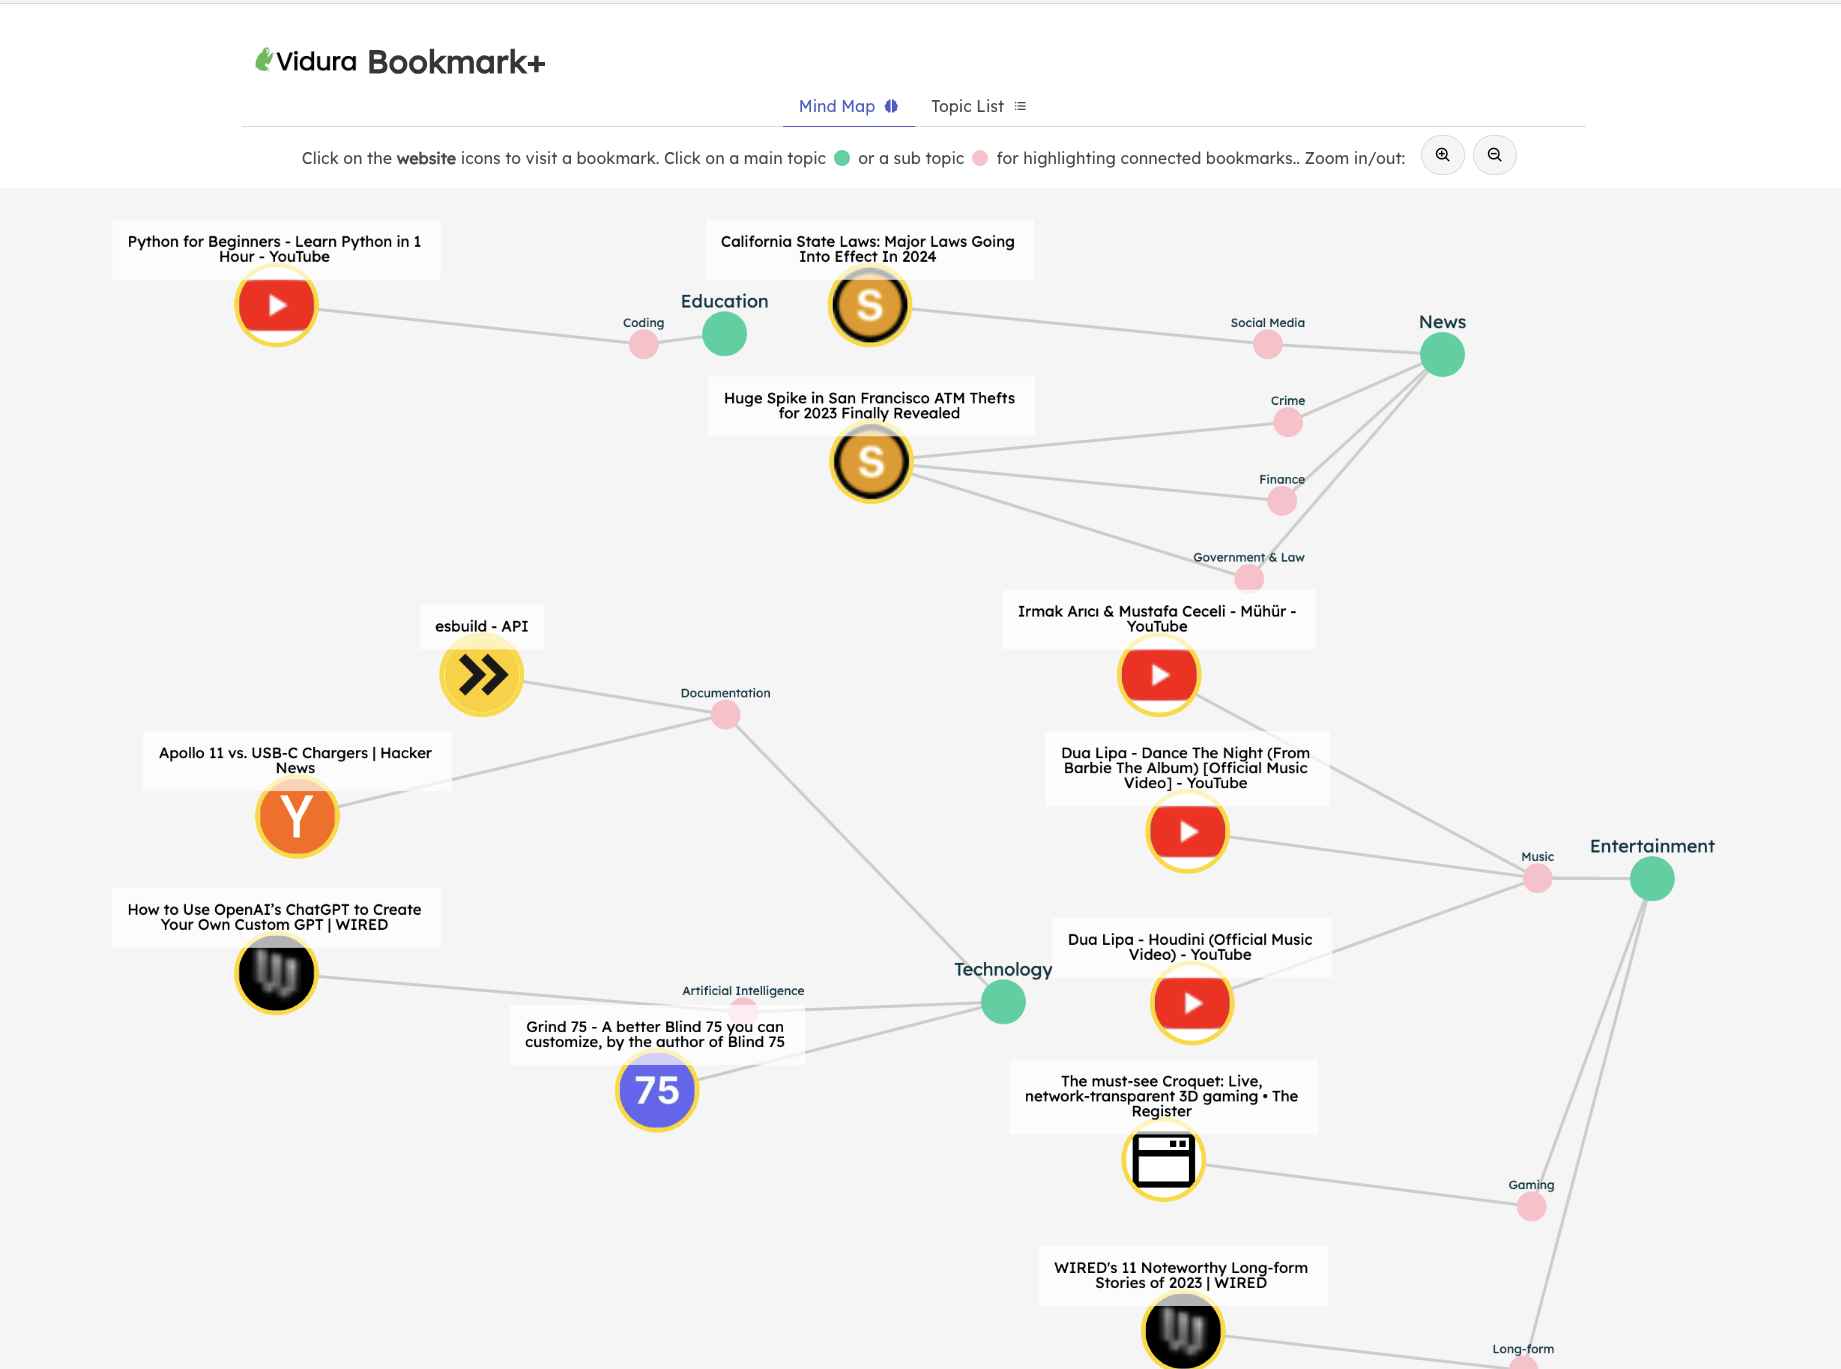 Vidura Bookmark+
Mind Map
Topic List
Click on the website icons to visit a bookmark. Click on a main topic or a sub topic for highlighting connected bookmarks.. Zoom in/out:
Python for Beginners - Learn Python in 1
Hour - YouTube
Coding
Education
California State Laws: Major Laws Going
Into Effect In 2024
S
Social Media
News
Huge Spike in San Francisco ATM Thefts
for 2023 Finally Revealed
S
Crime
Finance
Government & Law
esbuild - API
Documentation
Apollo 11 vs. USB-C Chargers | Hacker
News
Y
How to Use OpenAI’s ChatGPT to Create
Your Own Custom GPT | WIRED
Artificial Intelligence
Technology
Grind 75 - A better Blind 75 you can
customize, by the author of Blind 75
75
Irmak Arıcı & Mustafa Ceceli - Mühür -
YouTube
Dua Lipa - Dance The Night (From
Barbie The Album) [Official Music
Video] - YouTube
Music
Entertainment
Dua Lipa - Houdini (Official Music
Video) - YouTube
The must-see Croquet: Live,
network-transparent 3D gaming • The
Register
Gaming
WIRED's 11 Noteworthy Long-form
Stories of 2023 | WIRED
Long-form